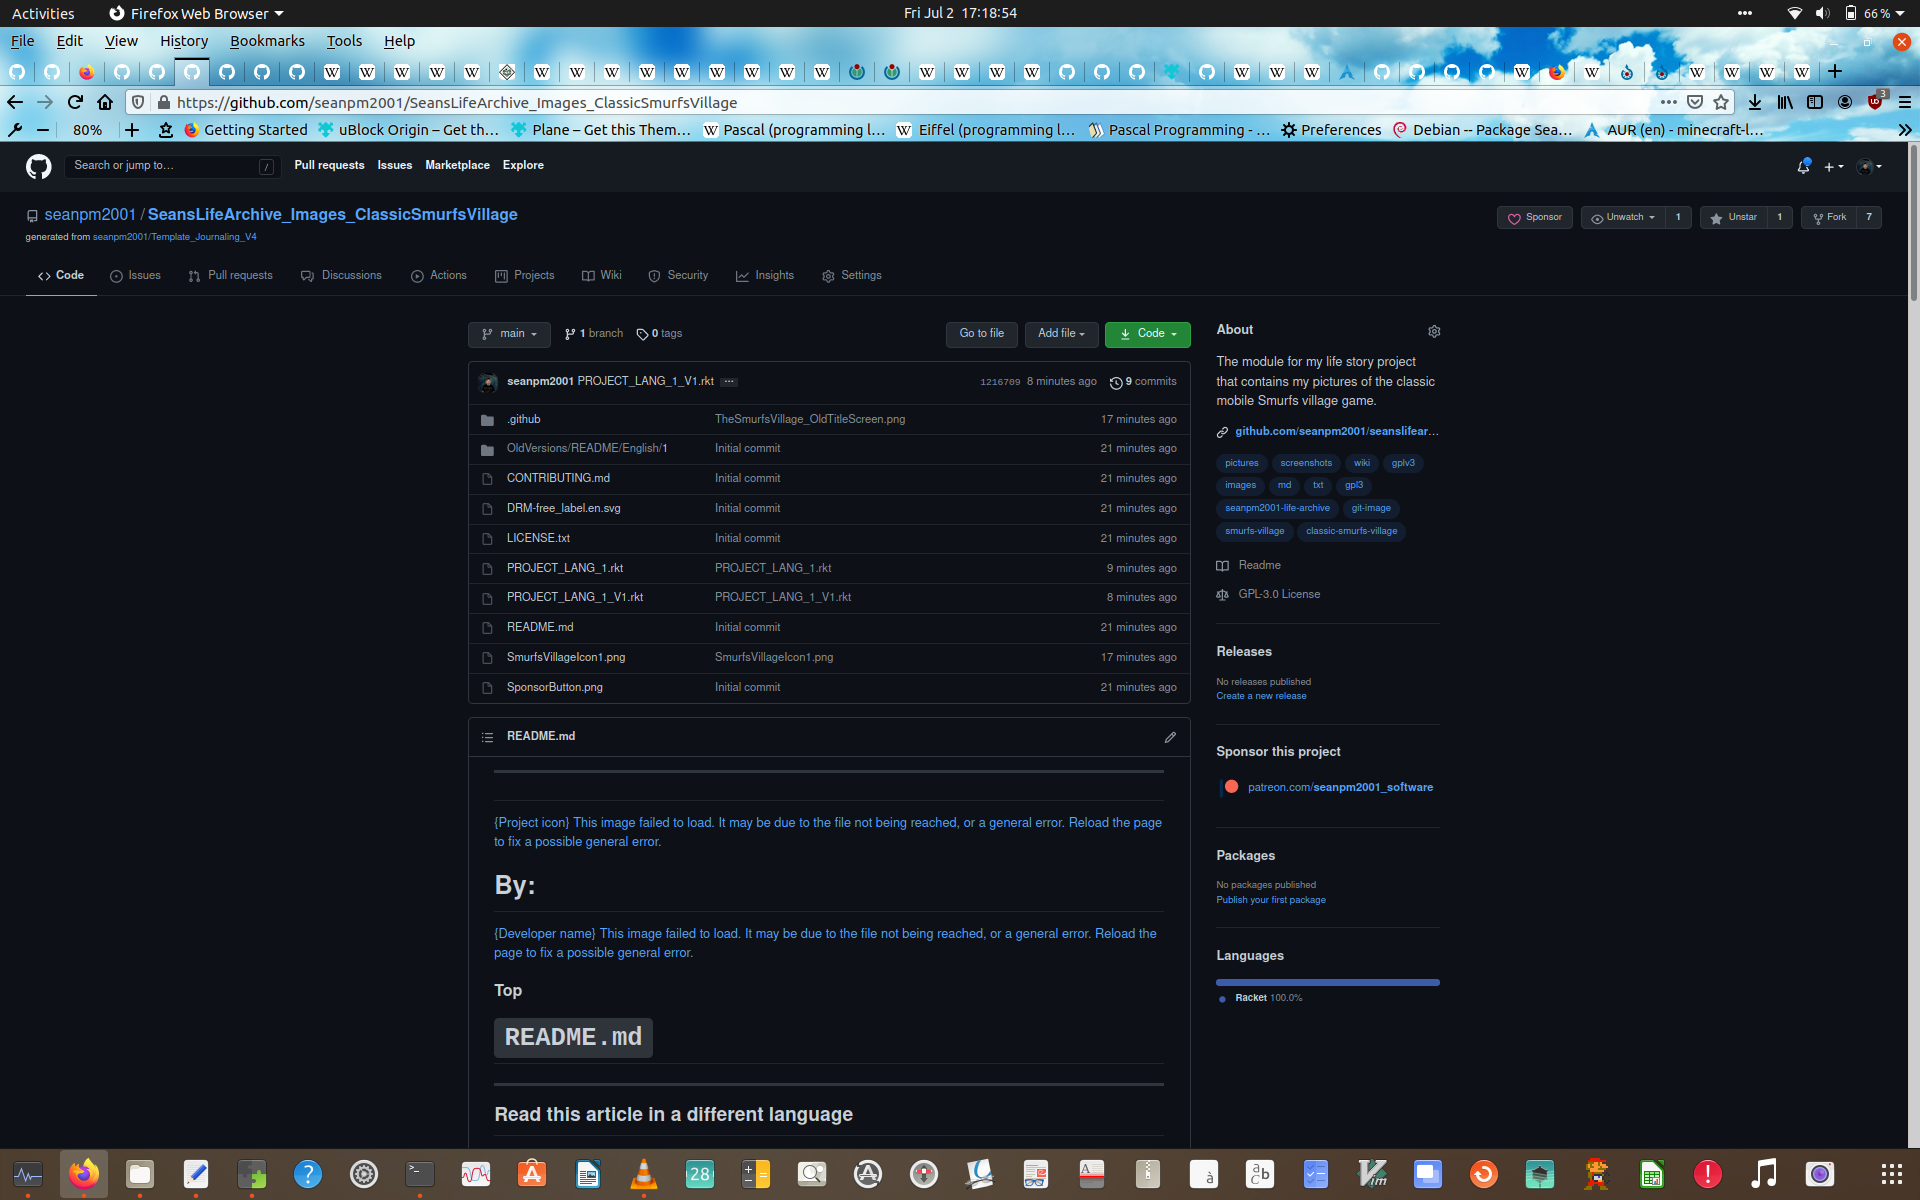 Activities Firefox Web Browser Fri Jul 2 17:18:54 66 %
File Edit View History Bookmarks Tools Help
https://github.com/seanpm2001/SeansLifeArchive_Images_ClassicSmurfsVillage 3
80% Getting Started uBlock Origin – Get th… Plane – Get this Them… Pascal (programming l… Eiffel (programming l… Pascal Programming - … Preferences Debian -- Package Sea… AUR (en) - minecraft-l…
Search or jump to… / Pull requests Issues Marketplace Explore
seanpm2001 / SeansLifeArchive_Images_ClassicSmurfsVillage Sponsor Unwatch 1 Unstar 1 Fork 7
generated from seanpm2001/Template_Journaling_V4
Code Issues Pull requests Discussions Actions Projects Wiki Security Insights Settings
main 1 branch 0 tags Go to file Add file Code
seanpm2001 PROJECT_LANG_1_V1.rkt … 1216709 8 minutes ago 9 commits
.github TheSmurfsVillage_OldTitleScreen.png 17 minutes ago
OldVersions/README/English/1 Initial commit 21 minutes ago
CONTRIBUTING.md Initial commit 21 minutes ago
DRM-free_label.en.svg Initial commit 21 minutes ago
LICENSE.txt Initial commit 21 minutes ago
PROJECT_LANG_1.rkt PROJECT_LANG_1.rkt 9 minutes ago
PROJECT_LANG_1_V1.rkt PROJECT_LANG_1_V1.rkt 8 minutes ago
README.md Initial commit 21 minutes ago
SmurfsVillageIcon1.png SmurfsVillageIcon1.png 17 minutes ago
SponsorButton.png Initial commit 21 minutes ago
README.md
{Project icon} This image failed to load. It may be due to the file not being reached, or a general error. Reload the page
to fix a possible general error.
By:
{Developer name} This image failed to load. It may be due to the file not being reached, or a general error. Reload the
page to fix a possible general error.
Top
README.md
Read this article in a different language
About
The module for my life story project
that contains my pictures of the classic
mobile Smurfs village game.
github.com/seanpm2001/seanslifear…
pictures screenshots wiki gplv3
images md txt gpl3
seanpm2001-life-archive git-image
smurfs-village classic-smurfs-village
Readme
GPL-3.0 License
Releases
No releases published
Create a new release
Sponsor this project
patreon.com/seanpm2001_software
Packages
No packages published
Publish your first package
Languages
Racket 100.0%
28